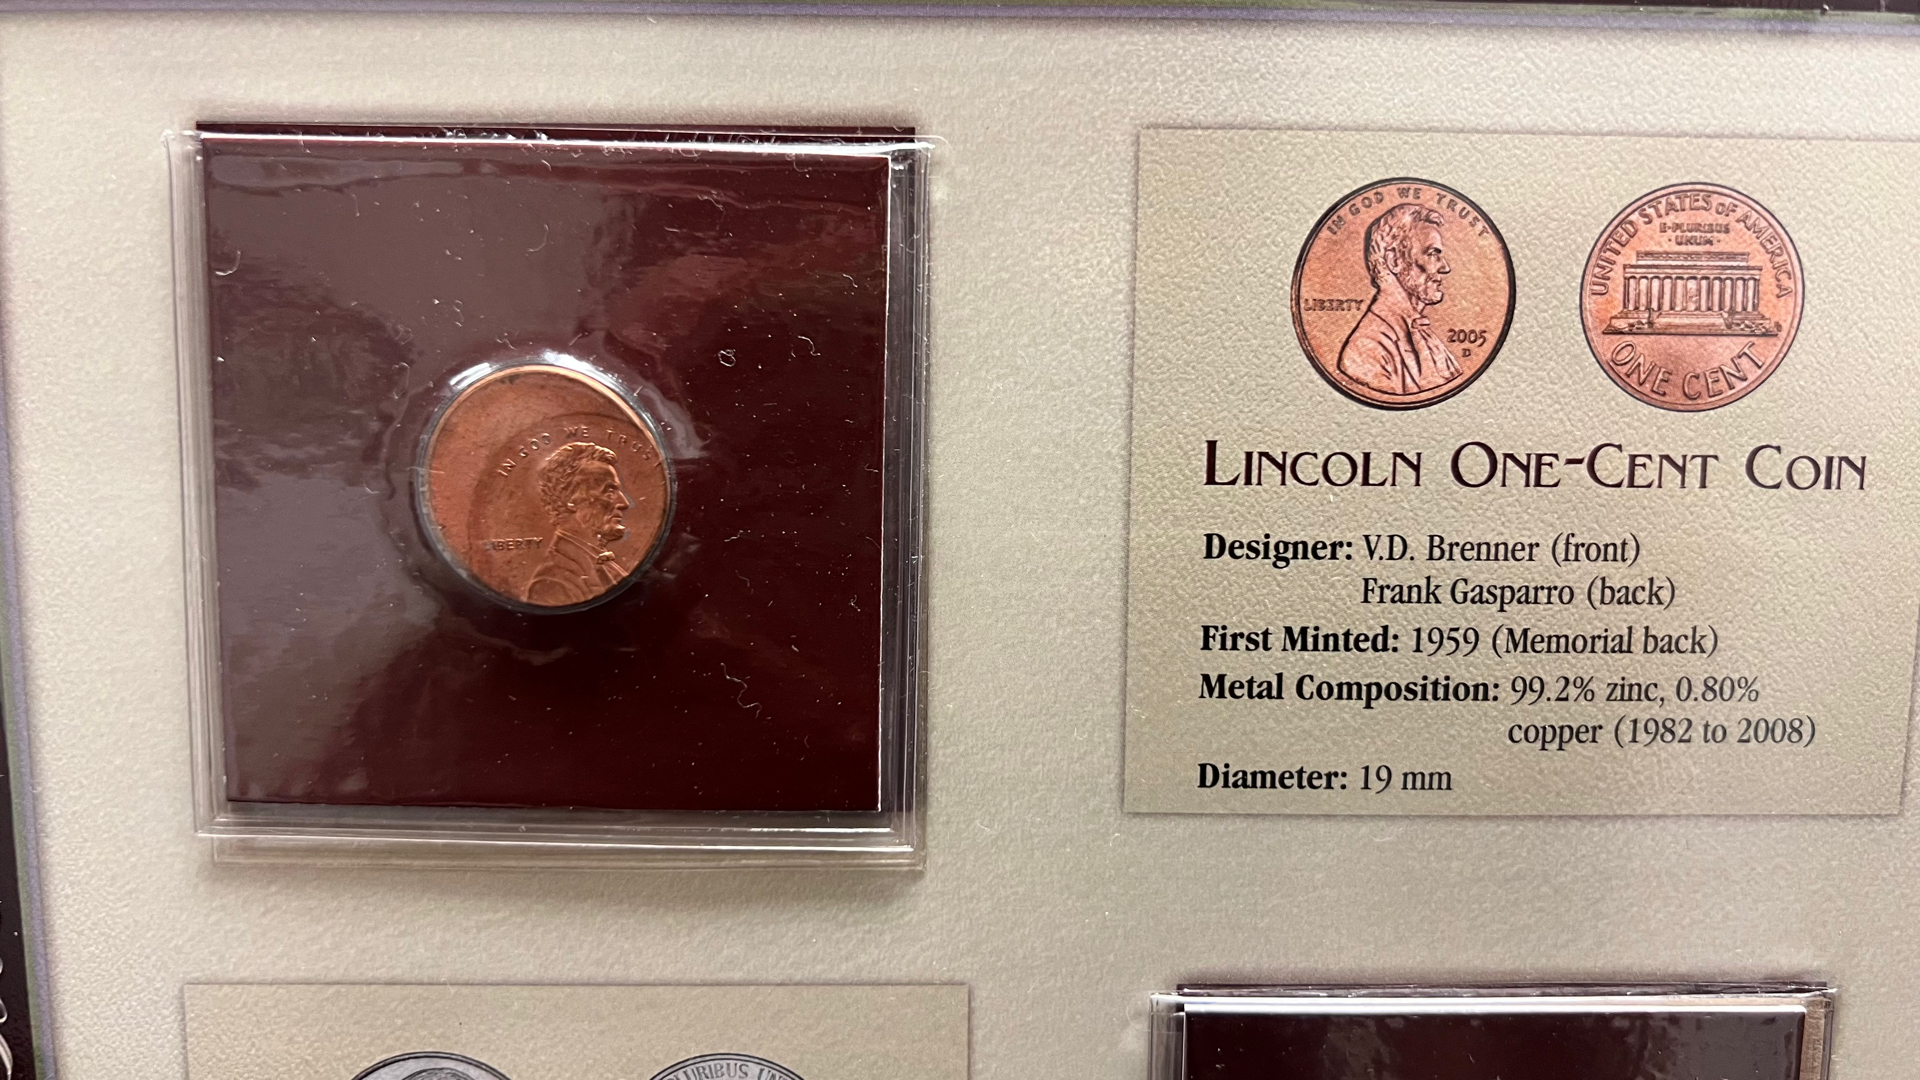 IN GOD WE TRUST
LIBERTY
IN GOD WE TRUST
LIBERTY
2005
D
UNITED STATES OF AMERICA
E·PLURIBUS
·UNUM·
ONE CENT
LINCOLN ONE-CENT COIN
Designer: V.D. Brenner (front)
Frank Gasparro (back)
First Minted: 1959 (Memorial back)
Metal Composition: 99.2% zinc, 0.80%
copper (1982 to 2008)
Diameter: 19 mm
PLURIBUS